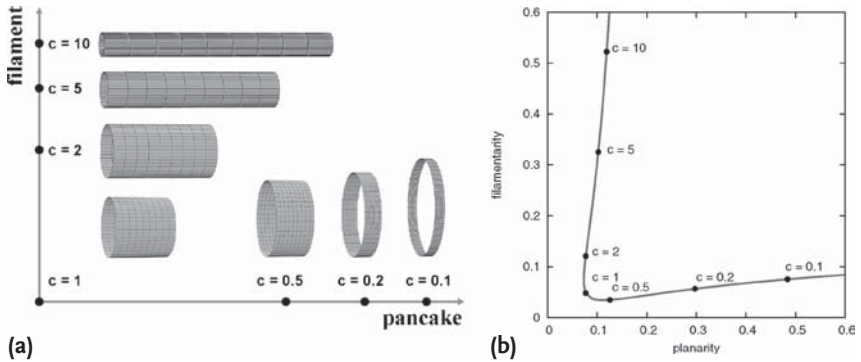 filament
c = 10
c = 5
c = 2
c = 1
c = 0.5
c = 0.2
c = 0.1
pancake
(a)
filamentarity
0.6
0.5
0.4
0.3
0.2
0.1
0
c = 10
c = 5
c = 2
c = 1
c = 0.5
c = 0.2
c = 0.1
0
0.1
0.2
0.3
0.4
0.5
0.6
planarity
(b)